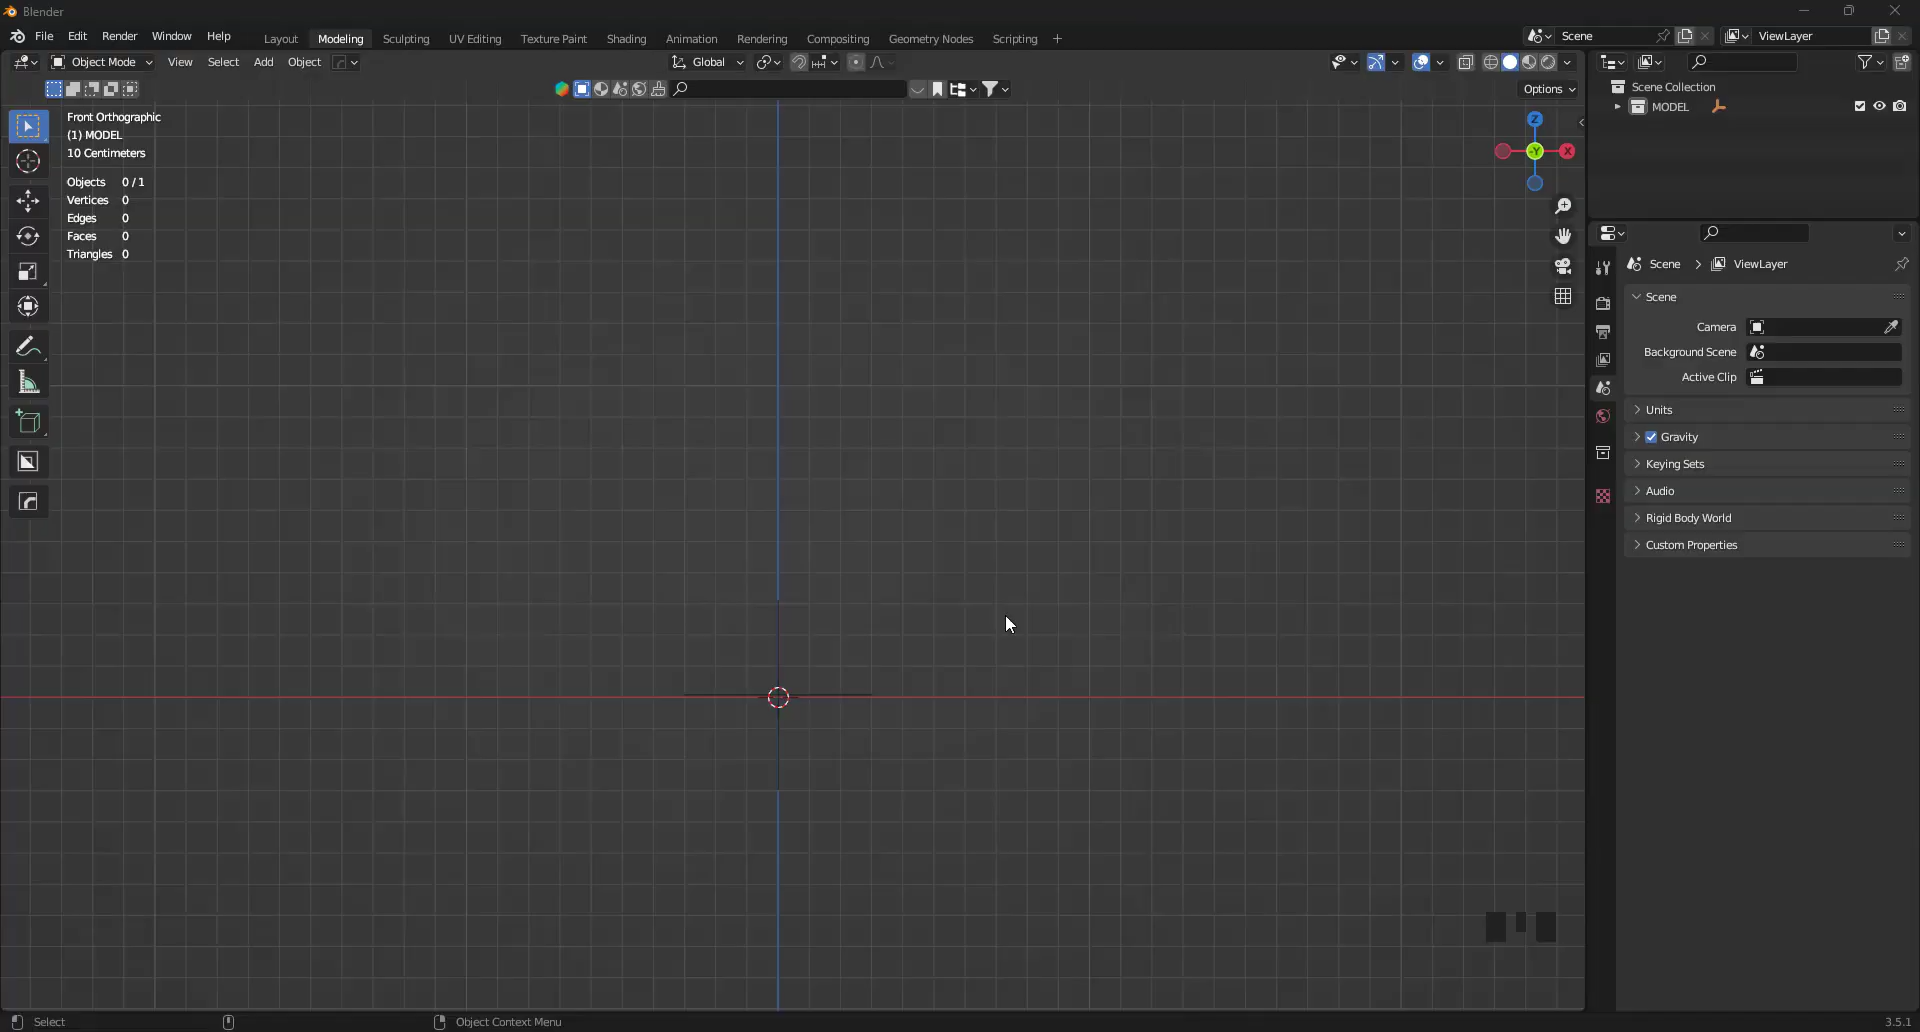 Blender
File Edit Render Window Help Layout Modeling Sculpting UV Editing Texture Paint Shading Animation Rendering Compositing Geometry Nodes Scripting + Scene ViewLayer
Object Mode View Select Add Object Global
Options
Front Orthographic
(1) MODEL
10 Centimeters
Objects 0/1
Vertices 0
Edges 0
Faces 0
Triangles 0
Z
-Y X
Scene Collection
MODEL
Scene > ViewLayer
Scene
Camera
Background Scene
Active Clip
Units
Gravity
Keying Sets
Audio
Rigid Body World
Custom Properties
Select Object Context Menu 3.5.1